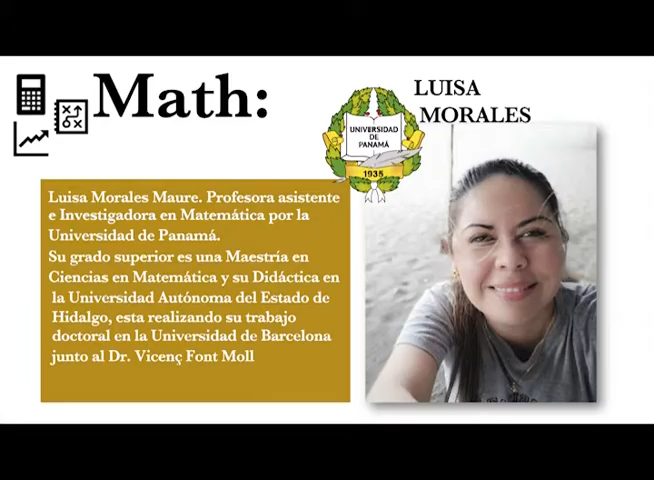 Math:
LUISA
MORALES
UNIVERSIDAD
DE
PANAMÁ
1935
Luisa Morales Maure. Profesora asistente
e Investigadora en Matemática por la
Universidad de Panamá.
Su grado superior es una Maestría en
Ciencias en Matemática y su Didáctica en
la Universidad Autónoma del Estado de
Hidalgo, esta realizando su trabajo
doctoral en la Universidad de Barcelona
junto al Dr. Vicenç Font Moll